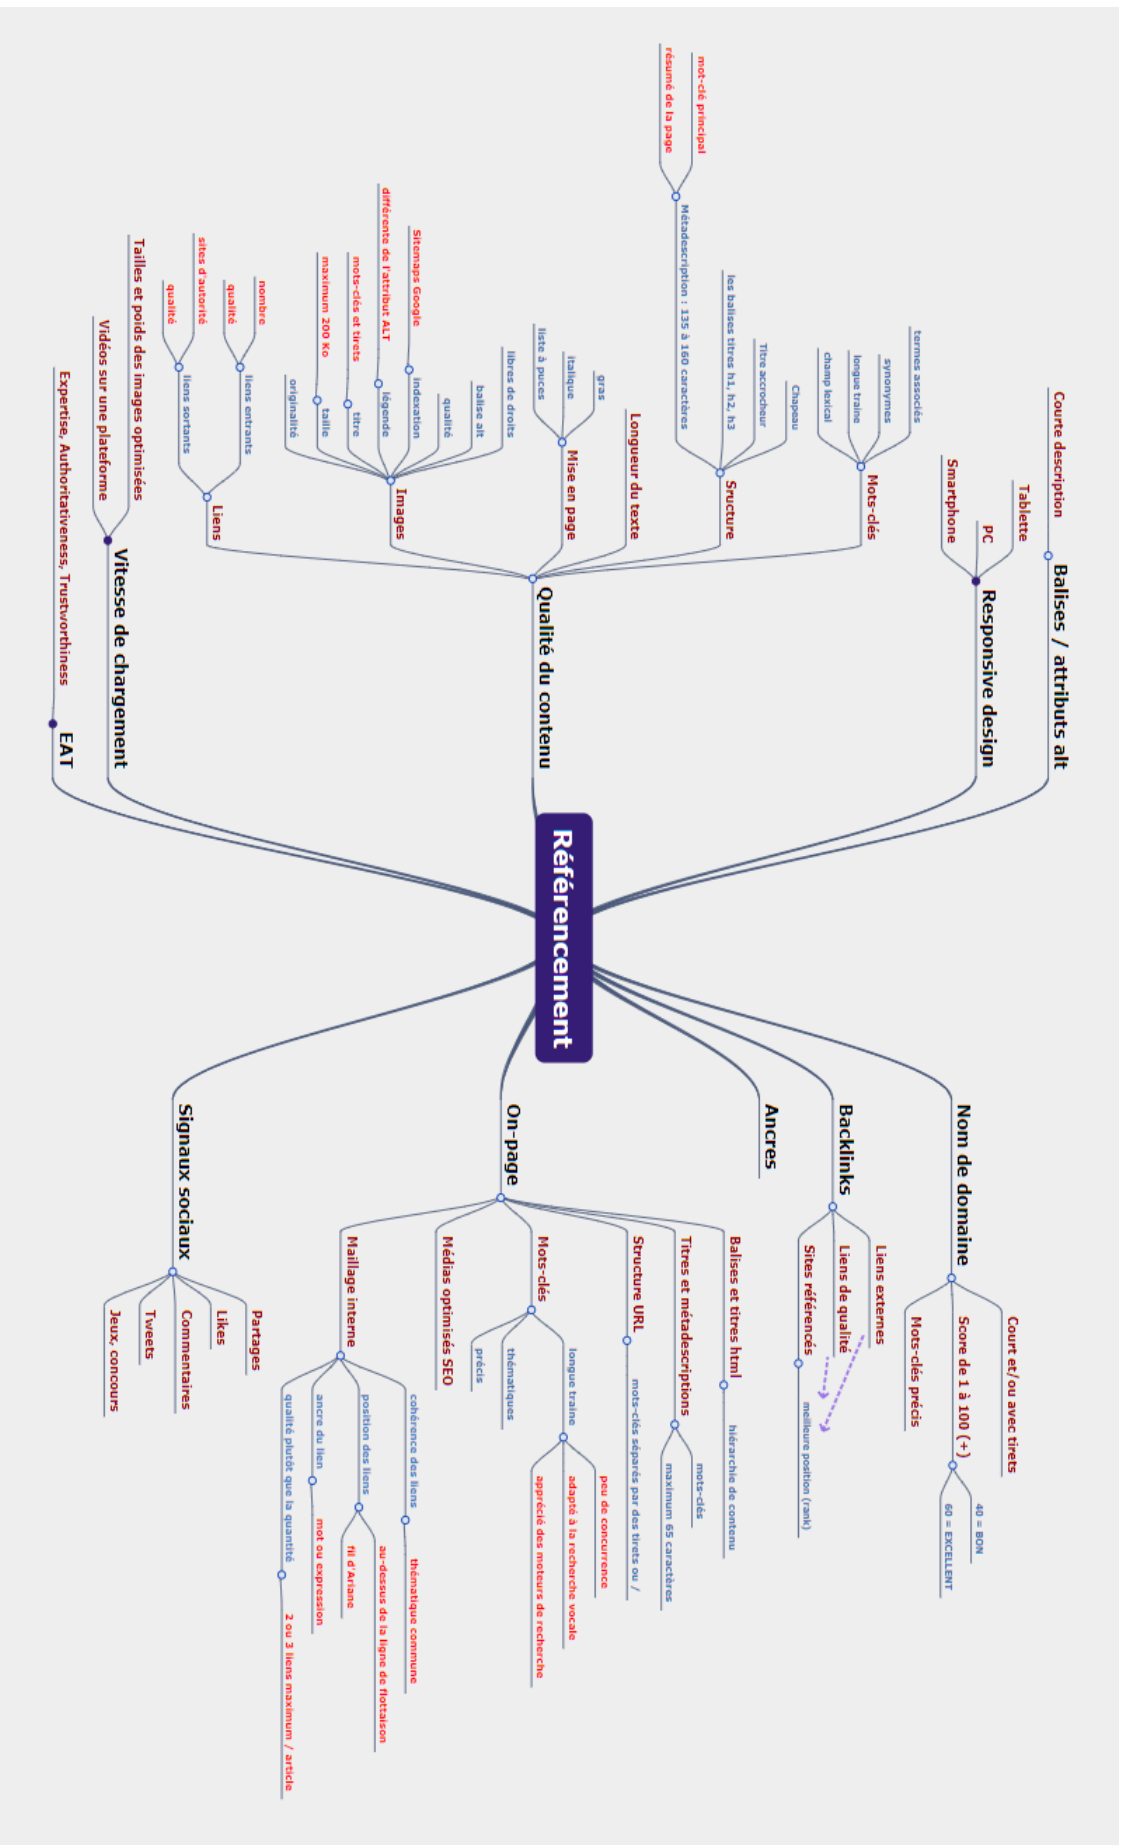 Référencement
Balises / attributs alt
Courte description
Responsive design
Tablette
PC
Smartphone
Qualité du contenu
Mots-clés
termes associés
synonymes
longue traine
champ lexical
Sructure
Chapeau
Titre accrocheur
les balises titres h1, h2, h3
Métadescription : 135 à 160 caractères
mot-clé principal
résumé de la page
Longueur du texte
Mise en page
gras
italique
liste à puces
Images
libres de droits
balise alt
qualité
indexation
Sitemaps Google
légende
différente de l'attribut ALT
titre
mots-clés et tirets
taille
maximum 200 Ko
originalité
Liens
liens entrants
nombre
qualité
liens sortants
sites d'autorité
qualité
Vitesse de chargement
Tailles et poids des images optimisées
Vidéos sur une plateforme
EAT
Expertise, Authoritativeness, Trustworthiness
Nom de domaine
Court et/ou avec tirets
Score de 1 à 100 (+)
40 = BON
60 = EXCELLENT
Mots-clés précis
Backlinks
Liens externes
Liens de qualité
Sites référencés
meilleure position (rank)
Ancres
On-page
Balises et titres html
hiérarchie de contenu
Titres et métadescriptions
mots-clés
maximum 65 caractères
Structure URL
mots-clés séparés par des tirets ou /
Mots-clés
longue traine
peu de concurrence
adapté à la recherche vocale
apprécié des moteurs de recherche
thématiques
précis
Médias optimisés SEO
Maillage interne
cohérence des liens
thématique commune
position des liens
au-dessus de la ligne de flottaison
fil d'Ariane
ancre du lien
mot ou expression
qualité plutôt que la quantité
2 ou 3 liens maximum / article
Signaux sociaux
Partages
Likes
Commentaires
Tweets
Jeux, concours